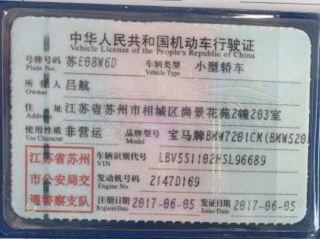 中华人民共和国机动车行驶证
Vehicle License of the People's Republic of China
号牌号码 苏E08W6D 车辆类型 小型轿车
Plate No. Vehicle Type
所有人 吕航
Owner
住址 江苏省苏州市相城区尚景花苑2幢203室
Address
使用性质 非营运 品牌型号 宝马牌BMW7201CM(BMW520
Use Character Model
江苏省苏州 车辆识别代号 LBV5S1102HSL96689
VIN
市公安局交 发动机号码 2147D169
Engine No.
通警察支队 注册日期 2017-06-05 发证日期 2017-06-05
Register Date Issue Date